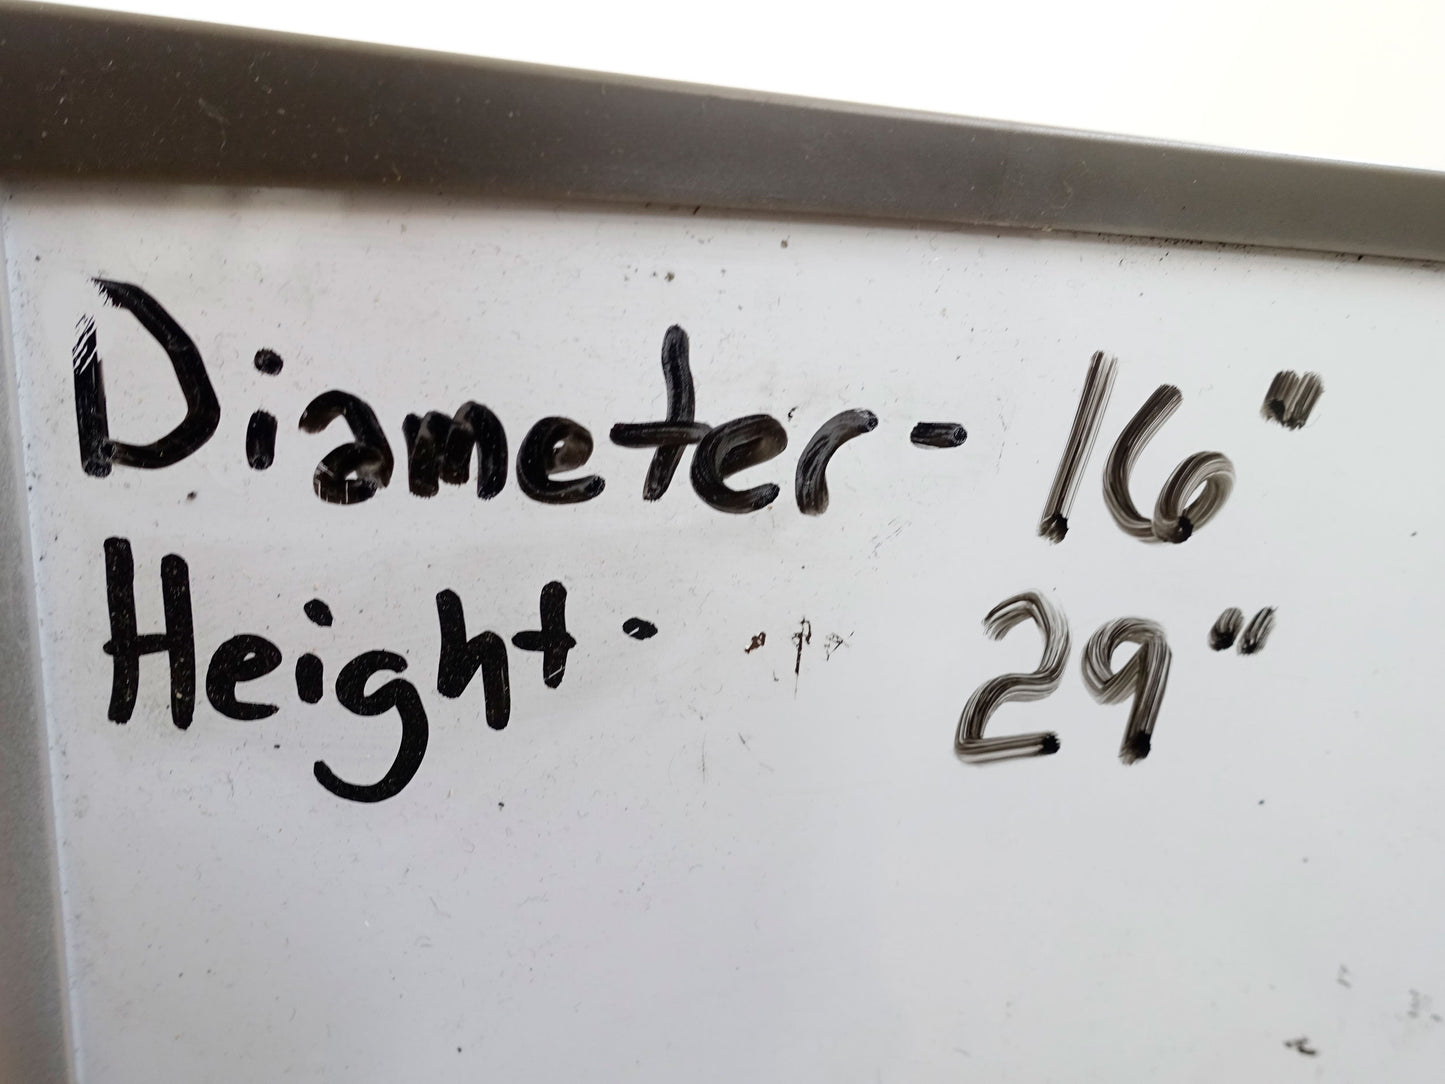 Diameter - 16"
Height - 29"